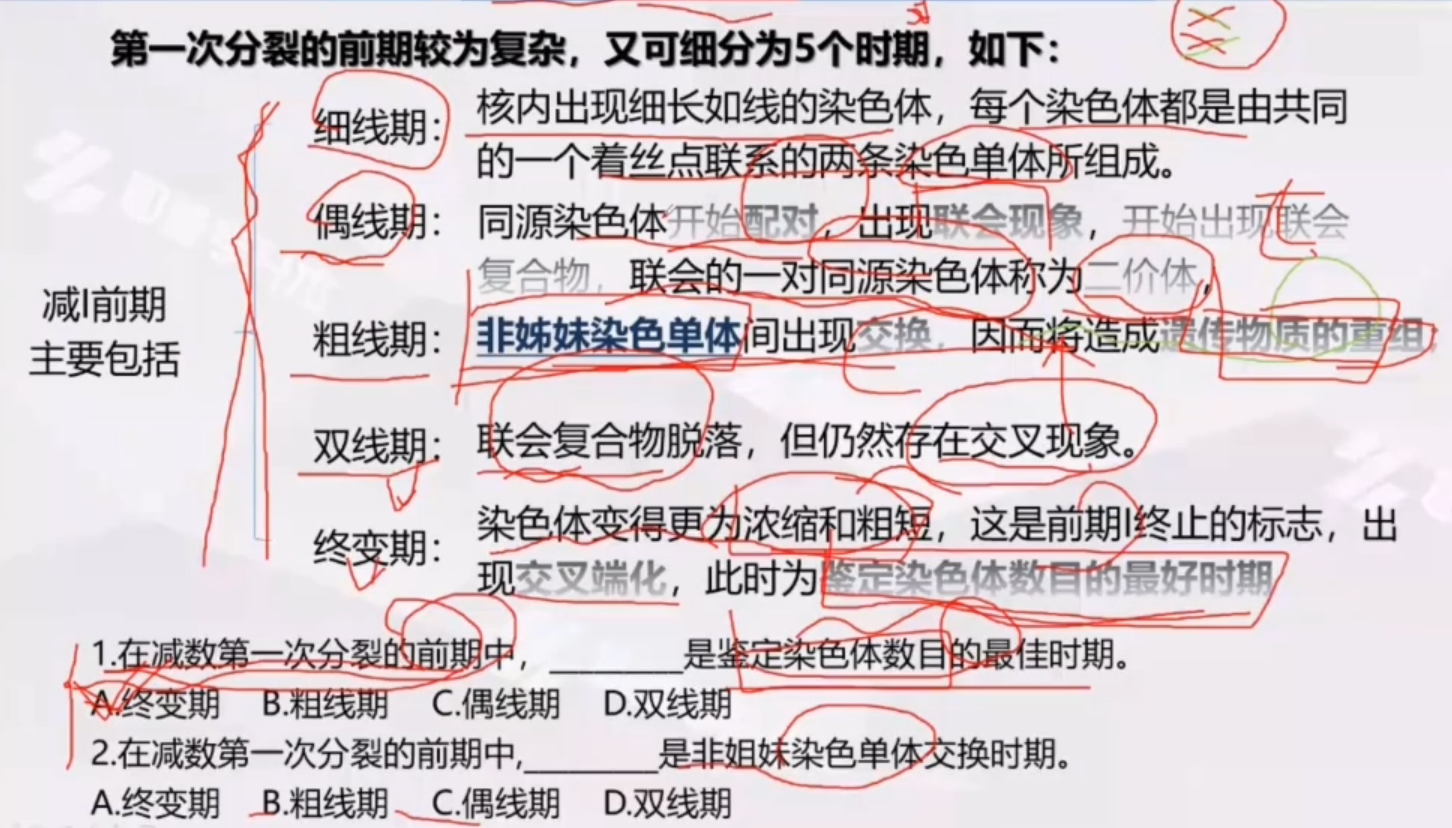 第一次分裂的前期较为复杂，又可细分为5个时期，如下：
减Ⅰ前期
主要包括
细线期：核内出现细长如线的染色体，每个染色体都是由共同
的一个着丝点联系的两条染色单体所组成。
偶线期：同源染色体开始配对，出现联会现象，开始出现联会
复合物，联会的一对同源染色体称为二价体，
粗线期：非姊妹染色单体间出现交换，因而将造成遗传物质的重组，
双线期：联会复合物脱落，但仍然存在交叉现象。
终变期：染色体变得更为浓缩和粗短，这是前期Ⅰ终止的标志，出
现交叉端化，此时为鉴定染色体数目的最好时期
1.在减数第一次分裂的前期中，________是鉴定染色体数目的最佳时期。
A.终变期 B.粗线期 C.偶线期 D.双线期
2.在减数第一次分裂的前期中,________是非姐妹染色单体交换时期。
A.终变期 B.粗线期 C.偶线期 D.双线期